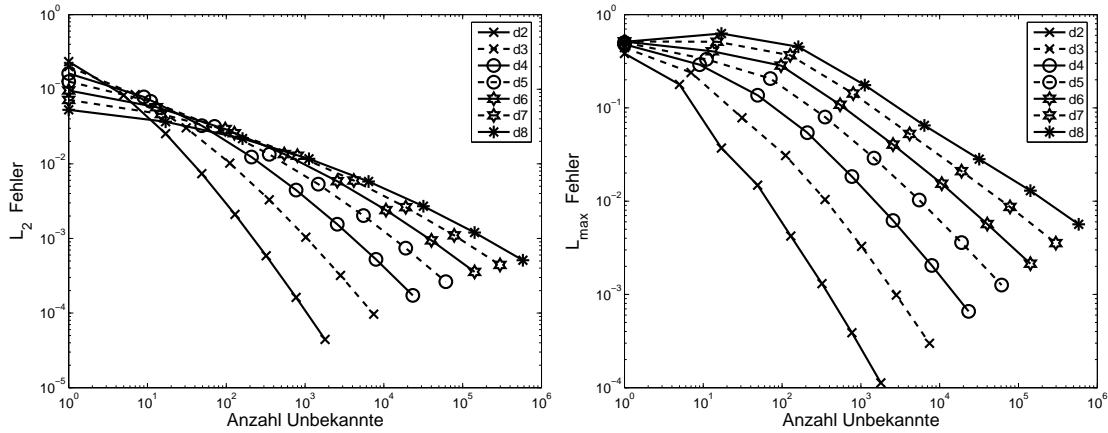 10^0
10^-1
10^-2
10^-3
10^-4
10^-5
L_2 Fehler
10^0 10^1 10^2 10^3 10^4 10^5 10^6
Anzahl Unbekannte
d2
d3
d4
d5
d6
d7
d8
10^0
10^-1
10^-2
10^-3
10^-4
L_max Fehler
10^0 10^1 10^2 10^3 10^4 10^5 10^6
Anzahl Unbekannte
d2
d3
d4
d5
d6
d7
d8